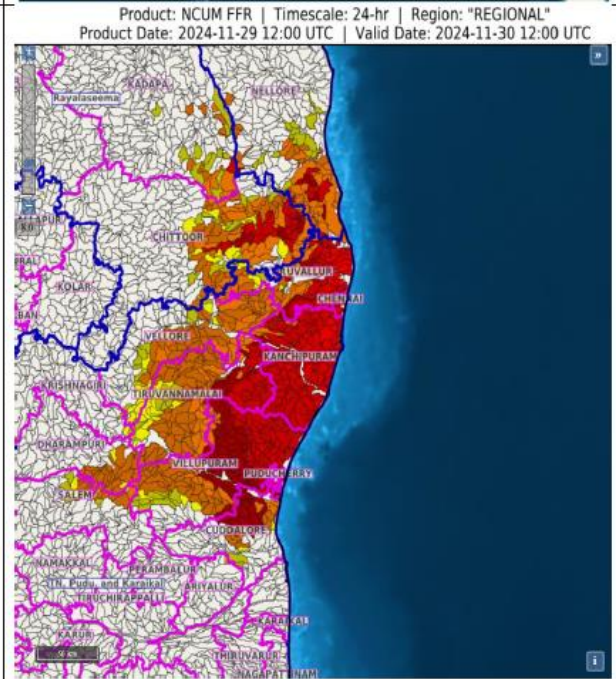 Product: NCUM FFR | Timescale: 24-hr | Region: "REGIONAL"
Product Date: 2024-11-29 12:00 UTC | Valid Date: 2024-11-30 12:00 UTC
»
KADAPA
NELLORE
Rayalaseema
CHITTOOR
KOLAR
LUVALLUR
CHENNAI
BAN
VELLORE
KANCHIPURAM
KRISHNAGIRI
TIRUVANNAMALAI
DHARAMPURI
VILLUPURAM
PUDUCHERRY
SALEM
CUDDALORE
NAMAKKAL
PERAMBALUR
TN, Pudu, and Karaikal
ARIYALUR
TIRUCHIRAPPALLI
KARUR
KARAIKAL
THIRUVARUR
NAGAPATTINAM
i